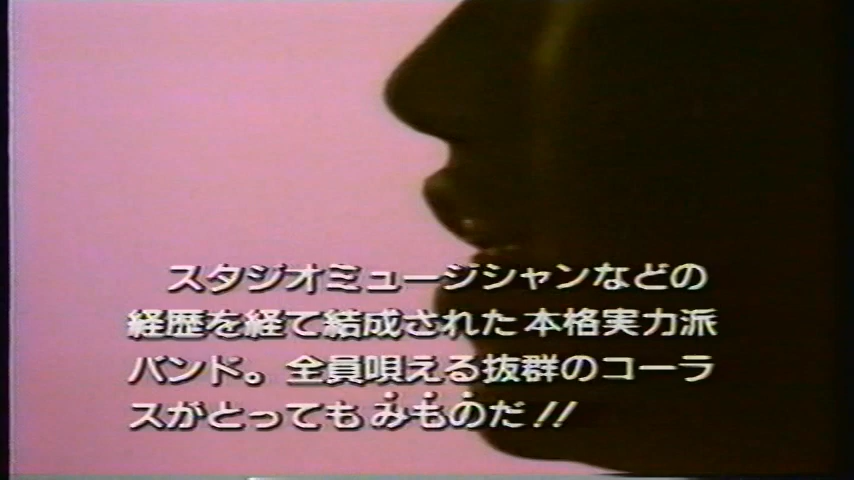 スタジオミュージシャンなどの
経歴を経て結成された本格実力派
バンド。全員唄える抜群のコーラ
スがとってもみものだ!!